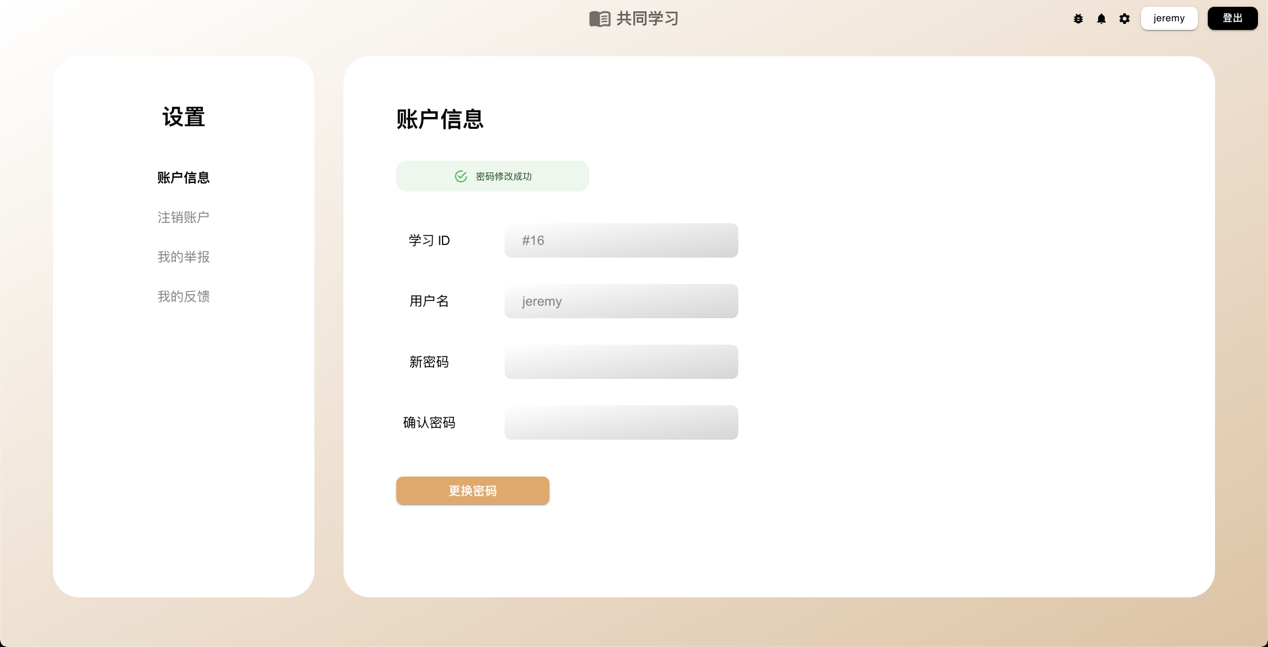 共同学习
jeremy
登出
设置
账户信息
注销账户
我的举报
我的反馈
账户信息
密码修改成功
学习 ID
#16
用户名
jeremy
新密码
确认密码
更换密码